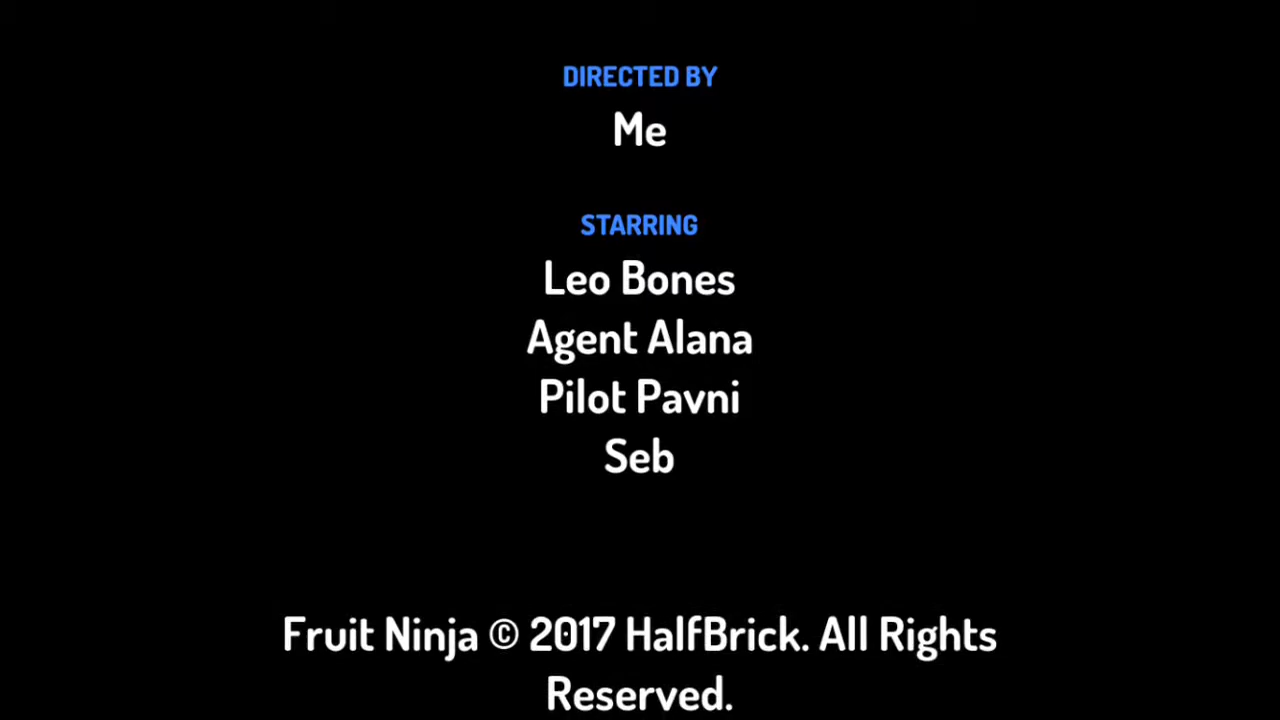 DIRECTED BY
Me
STARRING
Leo Bones
Agent Alana
Pilot Pavni
Seb
Fruit Ninja © 2017 HalfBrick. All Rights
Reserved.